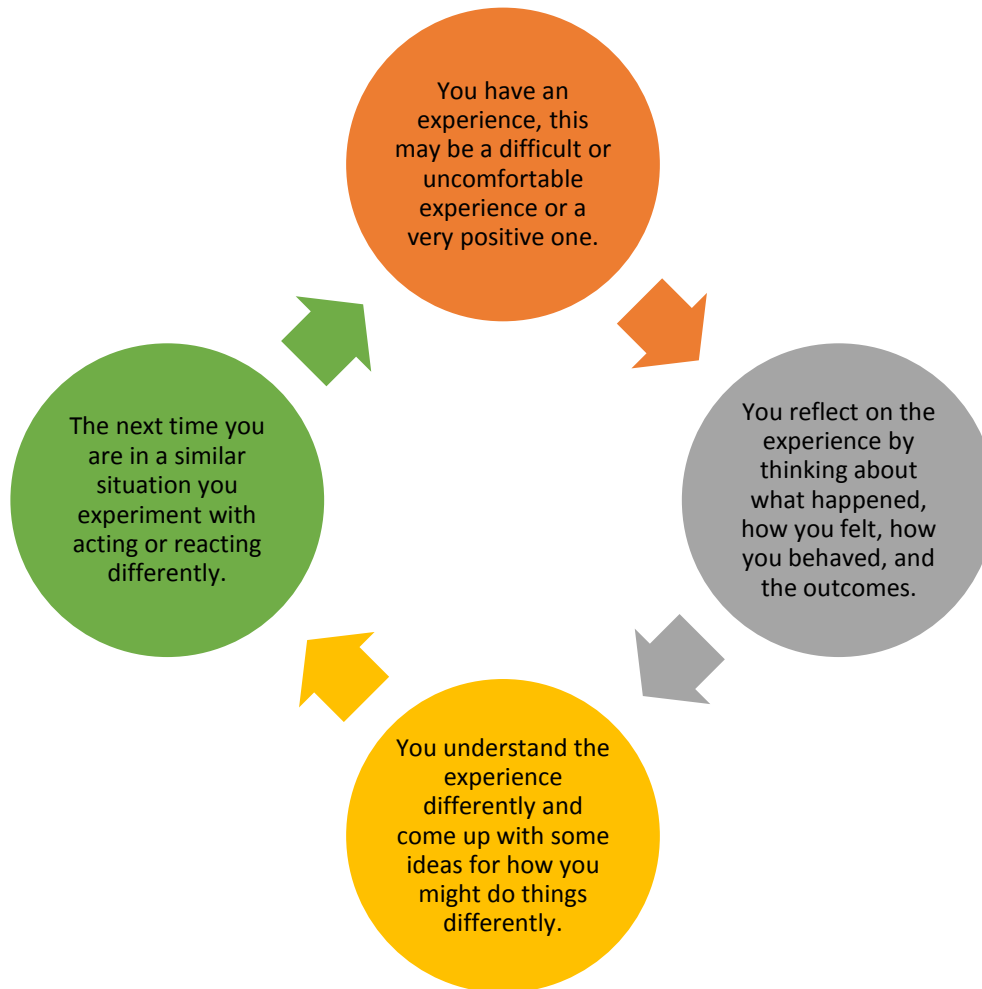 You have an
experience, this
may be a difficult or
uncomfortable
experience or a
very positive one.
You reflect on the
experience by
thinking about
what happened,
how you felt, how
you behaved, and
the outcomes.
You understand the
experience
differently and
come up with some
ideas for how you
might do things
differently.
The next time you
are in a similar
situation you
experiment with
acting or reacting
differently.